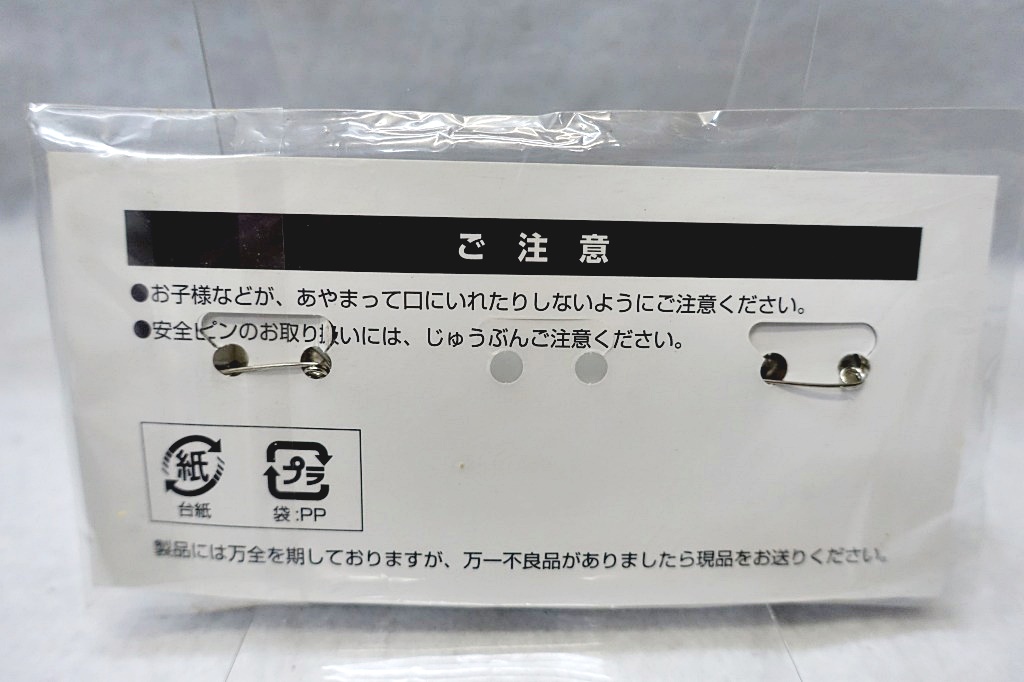 ご注意
●お子様などが、あやまって口にいれたりしないようにご注意ください。
●安全ピンのお取り扱いには、じゅうぶんご注意ください。
紙
プラ
台紙
袋:PP
製品には万全を期しておりますが、万一不良品がありましたら現品をお送りください。